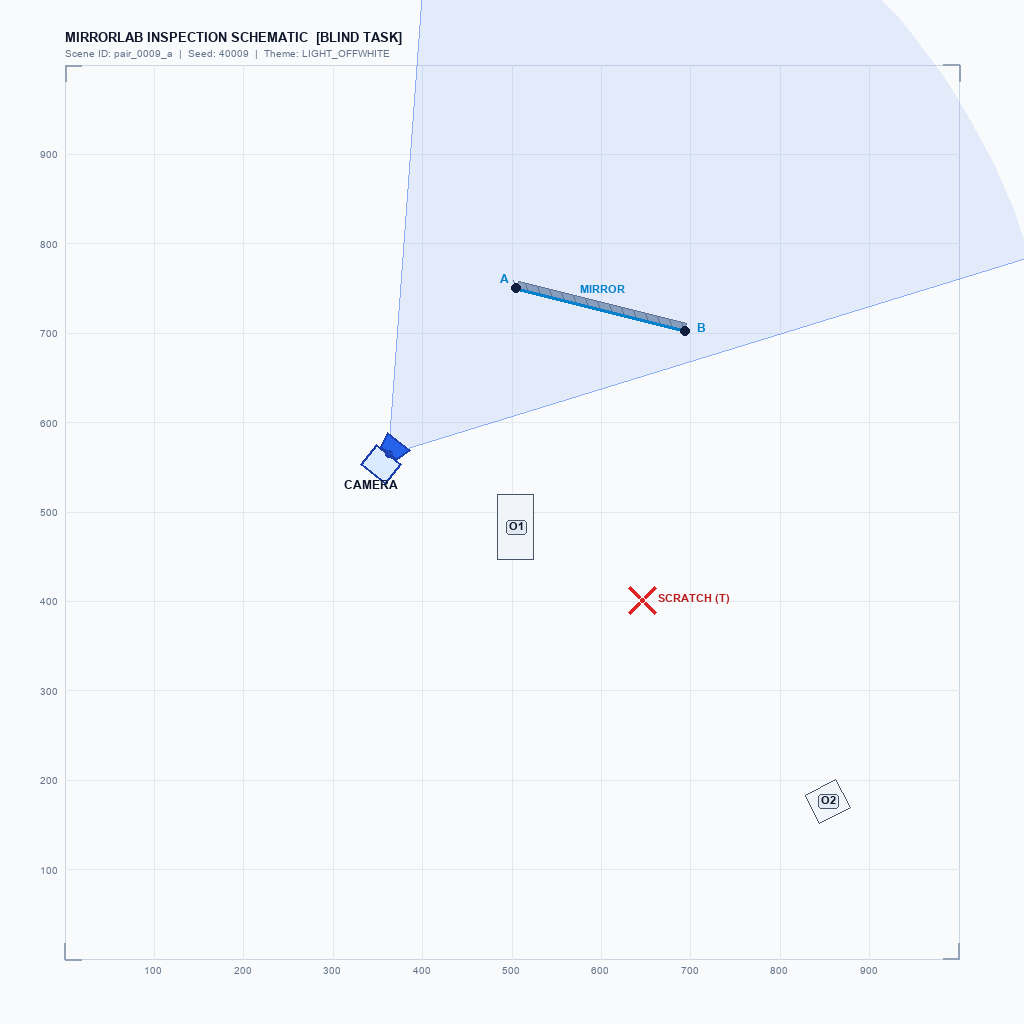 MIRRORLAB INSPECTION SCHEMATIC [BLIND TASK]
Scene ID: pair_0009_a | Seed: 40009 | Theme: LIGHT_OFFWHITE
900
800
A
MIRROR
B
700
600
CAMERA
500
O1
400
SCRATCH (T)
300
200
O2
100
100 200 300 400 500 600 700 800 900